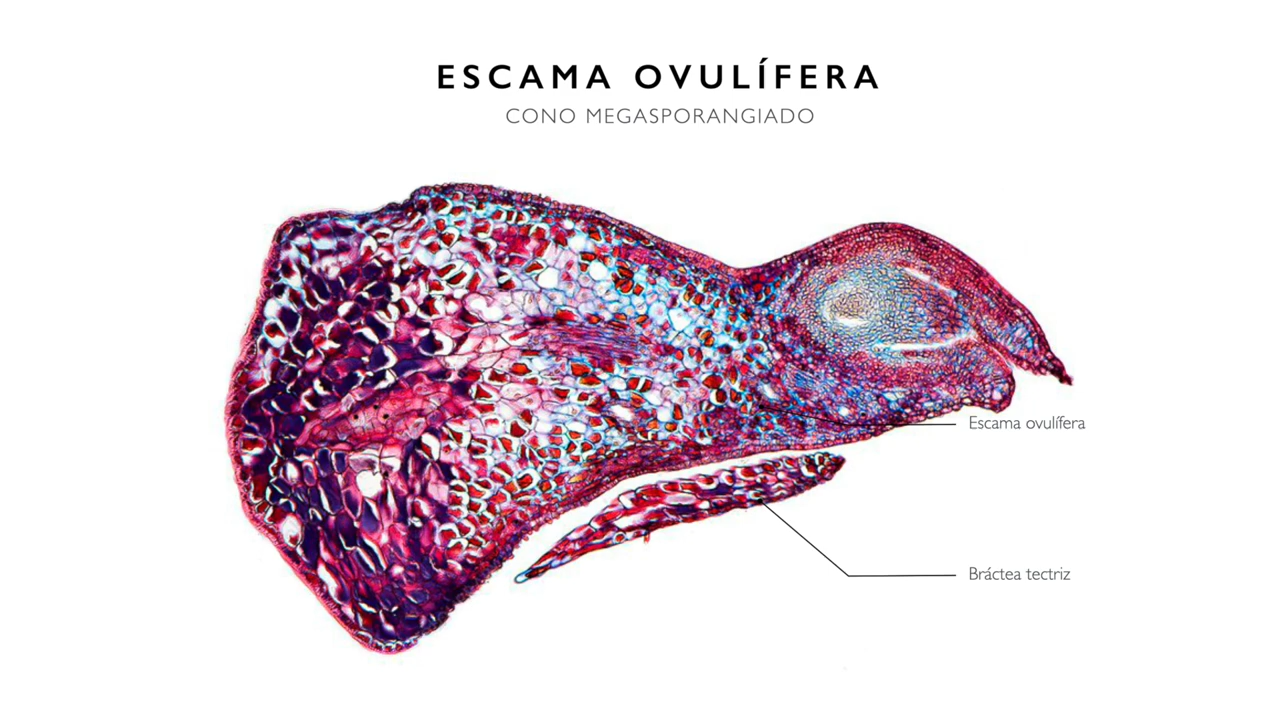 ESCAMA OVULÍFERA
CONO MEGASPORANGIADO
Escama ovulífera
Bráctea tectriz